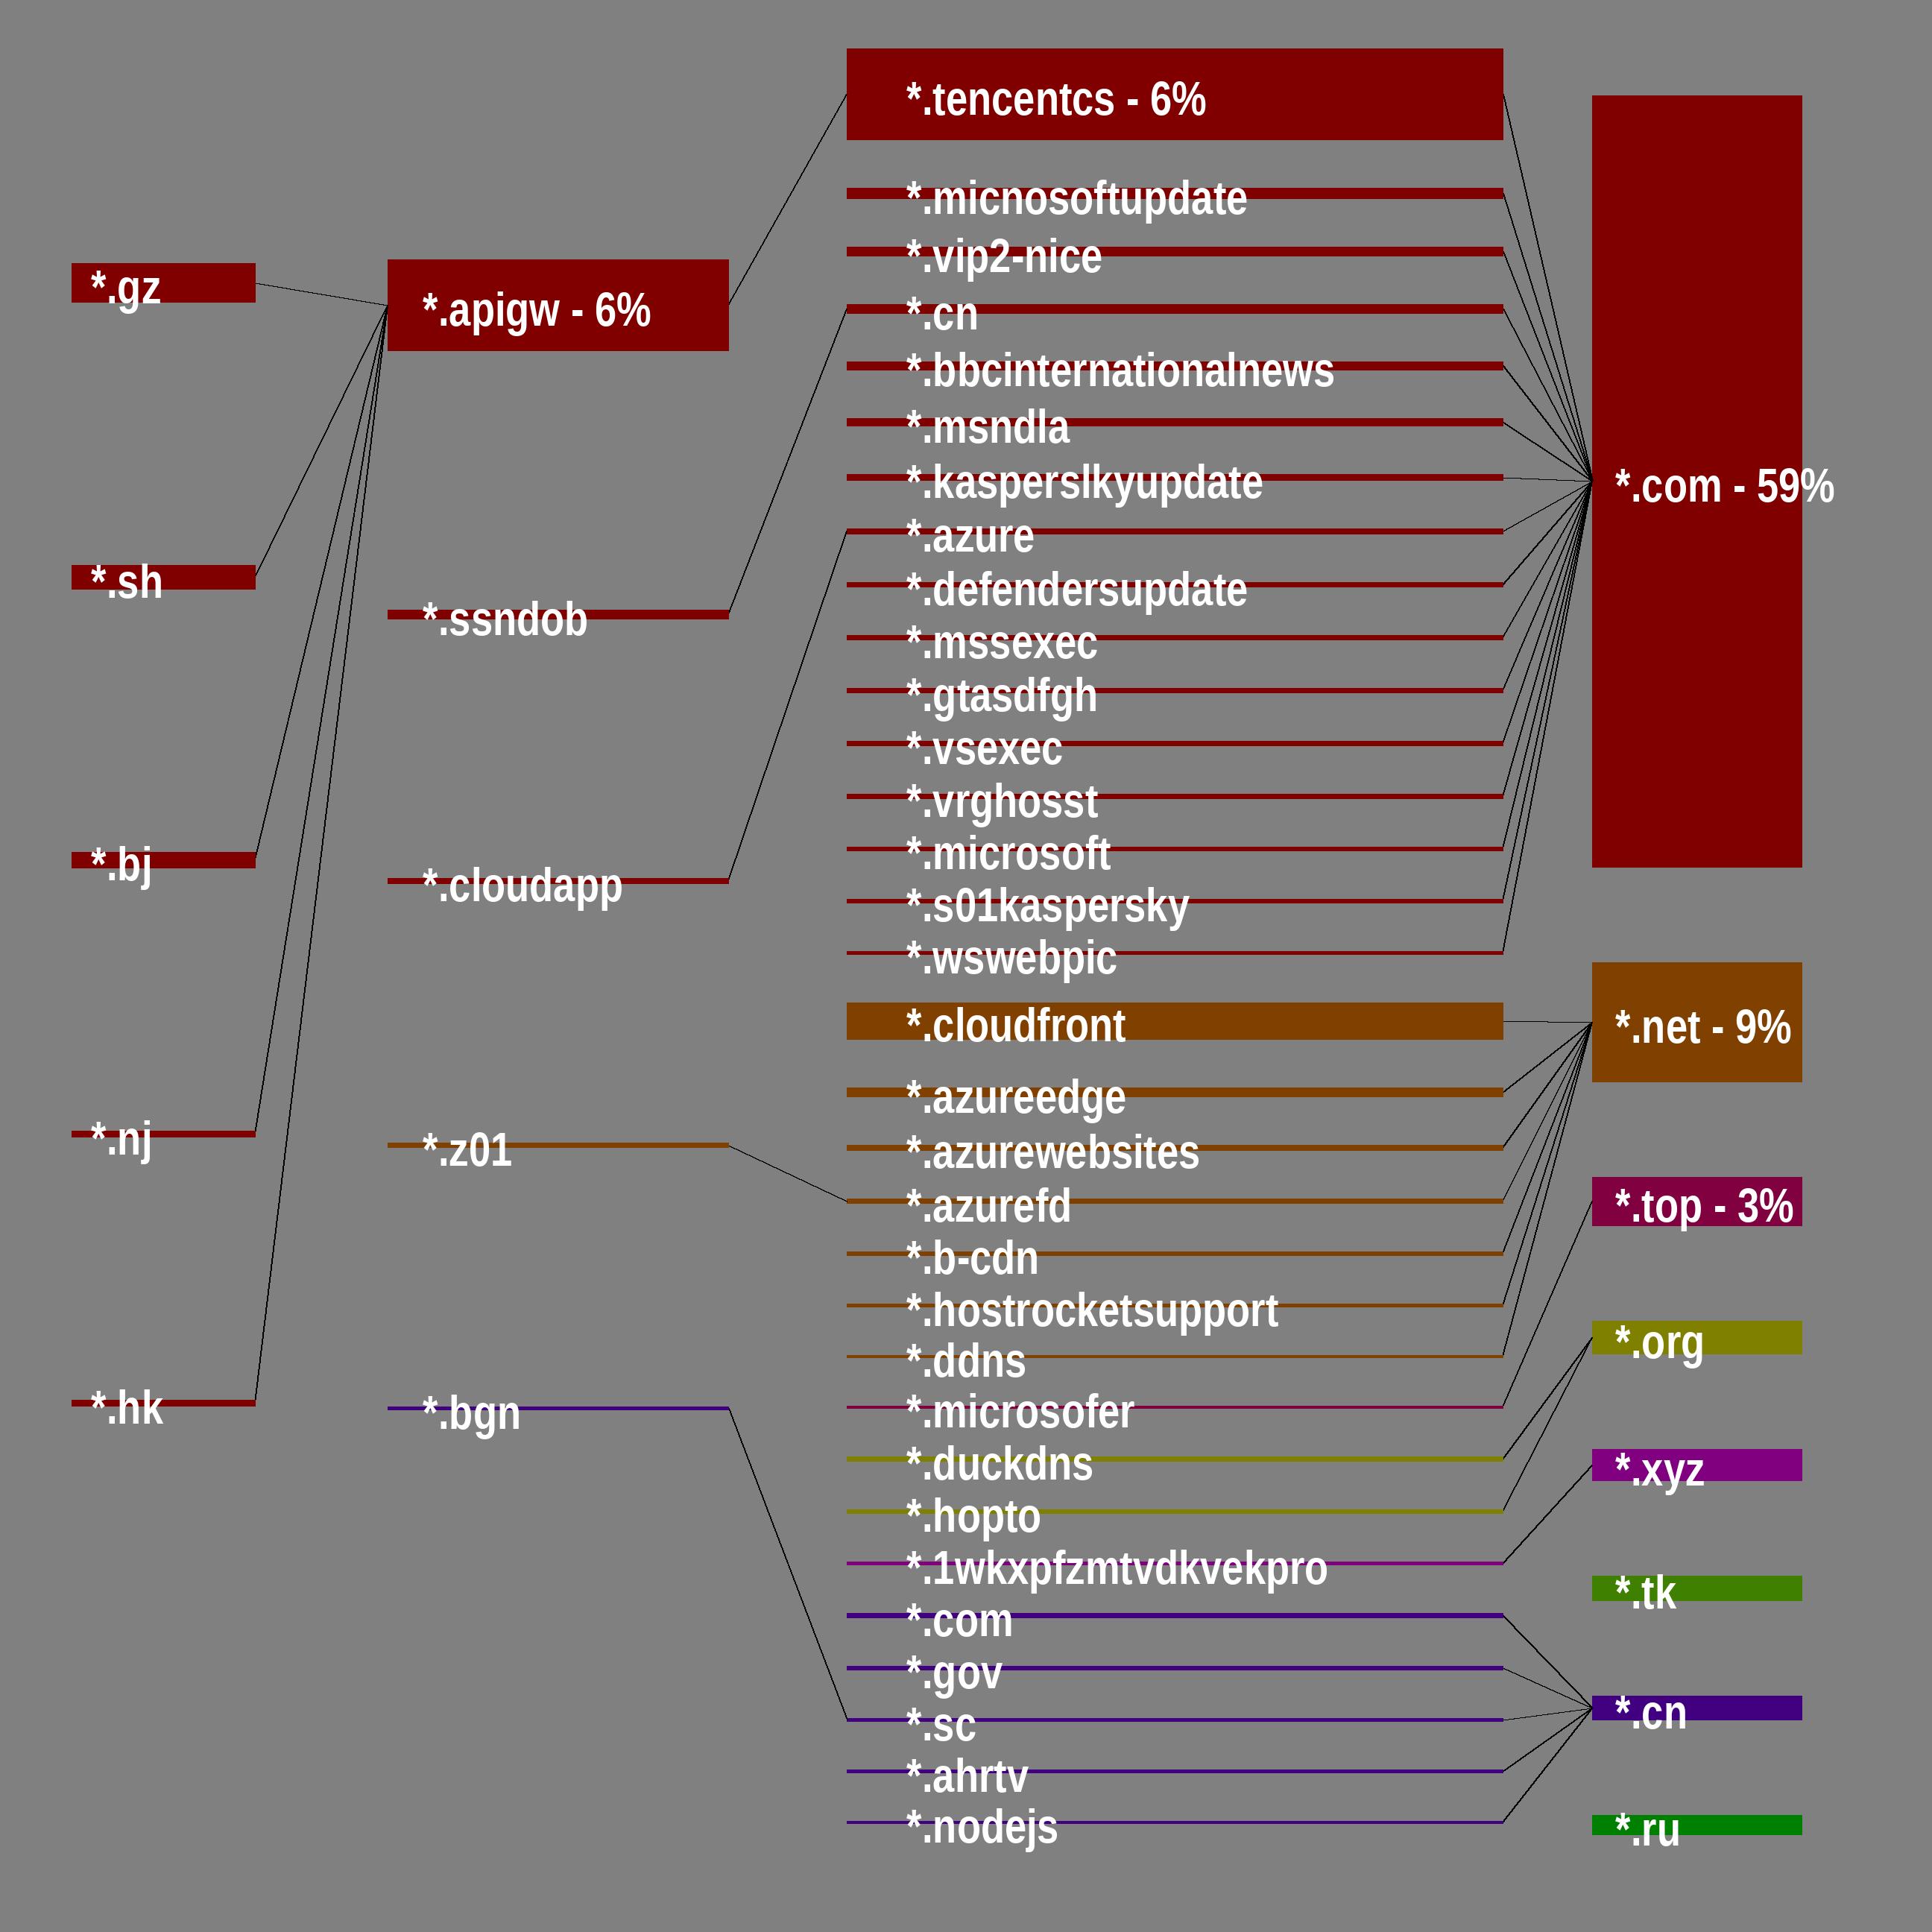 *.gz
*.sh
*.bj
*.nj
*.hk
*.apigw - 6%
*.ssndob
*.cloudapp
*.z01
*.bgn
*.tencentcs - 6%
*.micnosoftupdate
*.vip2-nice
*.cn
*.bbcinternationalnews
*.msndla
*.kasperslkyupdate
*.azure
*.defendersupdate
*.mssexec
*.gtasdfgh
*.vsexec
*.vrghosst
*.microsoft
*.s01kaspersky
*.wswebpic
*.cloudfront
*.azureedge
*.azurewebsites
*.azurefd
*.b-cdn
*.hostrocketsupport
*.ddns
*.microsofer
*.duckdns
*.hopto
*.1wkxpfzmtvdkvekpro
*.com
*.gov
*.sc
*.ahrtv
*.nodejs
*.com - 59%
*.net - 9%
*.top - 3%
*.org
*.xyz
*.tk
*.cn
*.ru